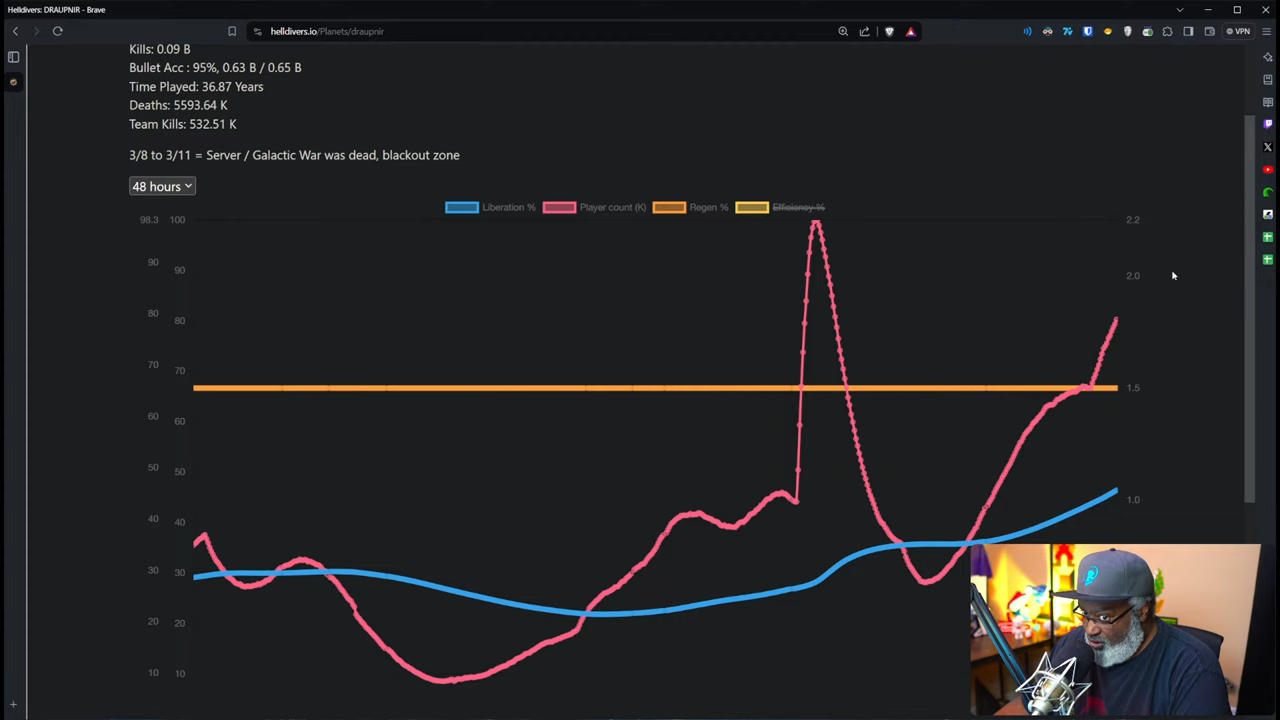 Helldivers: DRAUPNIR - Brave
helldivers.io/Planets/draupnir
VPN
Kills: 0.09 B
Bullet Acc : 95%, 0.63 B / 0.65 B
Time Played: 36.87 Years
Deaths: 5593.64 K
Team Kills: 532.51 K
3/8 to 3/11 = Server / Galactic War was dead, blackout zone
48 hours
Liberation % Player count (K) Regen % Efficiency %
98.3 100 2.2
90 90 2.0
80 80
70 70 1.5
60 60
50 50 1.0
40 40
30 30
20 20
10 10